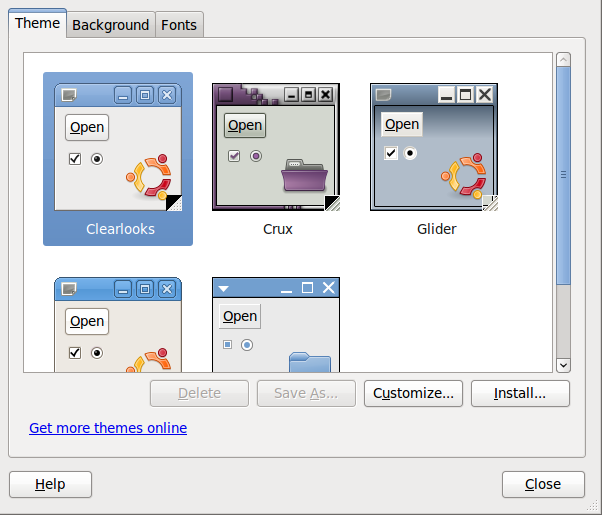 Theme Background Fonts
Open Open Open
Clearlooks Crux Glider
Open Open
Delete Save As... Customize... Install...
Get more themes online
Help Close